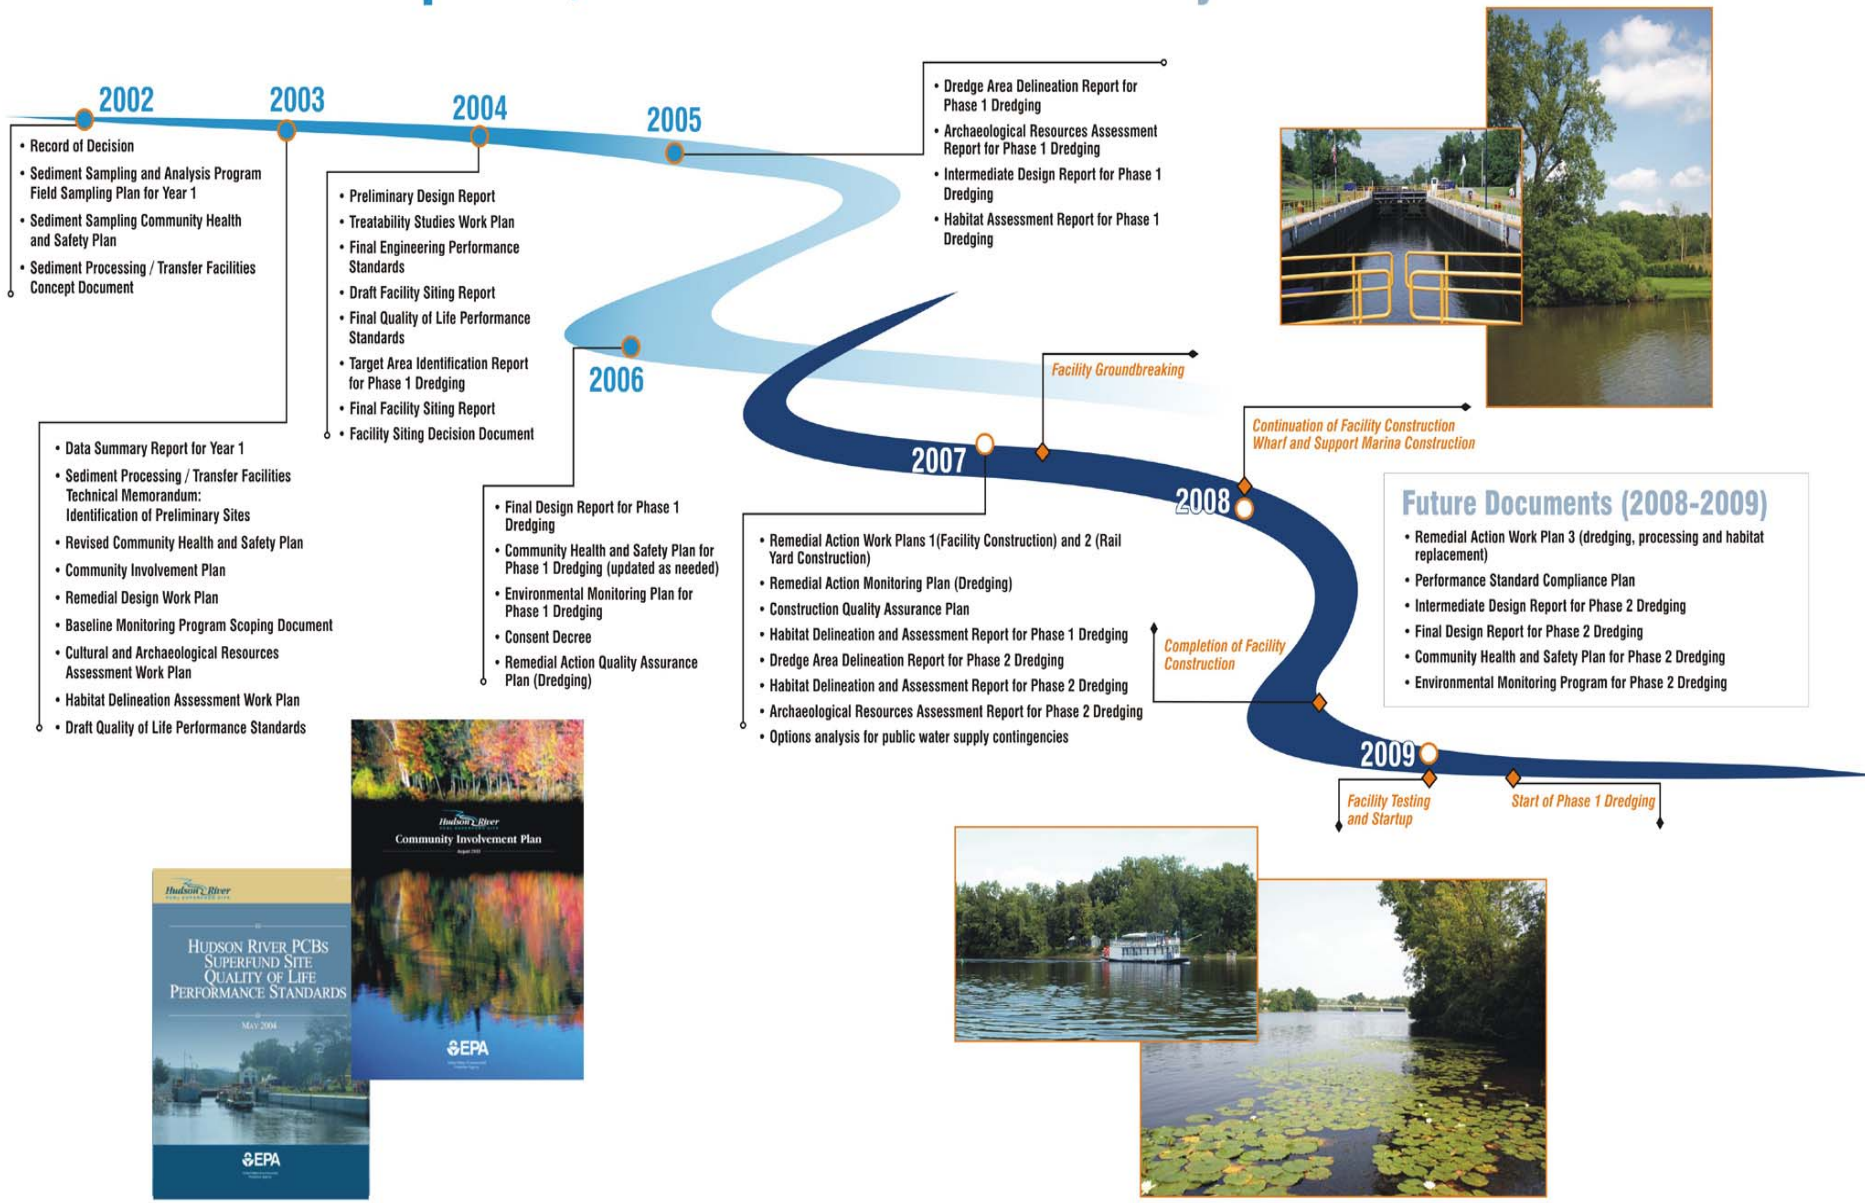 2002
• Record of Decision
• Sediment Sampling and Analysis Program
Field Sampling Plan for Year 1
• Sediment Sampling Community Health
and Safety Plan
• Sediment Processing / Transfer Facilities
Concept Document
2003
• Data Summary Report for Year 1
• Sediment Processing / Transfer Facilities
Technical Memorandum:
Identification of Preliminary Sites
• Revised Community Health and Safety Plan
• Community Involvement Plan
• Remedial Design Work Plan
• Baseline Monitoring Program Scoping Document
• Cultural and Archaeological Resources
Assessment Work Plan
• Habitat Delineation Assessment Work Plan
• Draft Quality of Life Performance Standards
2004
• Preliminary Design Report
• Treatability Studies Work Plan
• Final Engineering Performance
Standards
• Draft Facility Siting Report
• Final Quality of Life Performance
Standards
• Target Area Identification Report
for Phase 1 Dredging
• Final Facility Siting Report
• Facility Siting Decision Document
2005
• Dredge Area Delineation Report for
Phase 1 Dredging
• Archaeological Resources Assessment
Report for Phase 1 Dredging
• Intermediate Design Report for Phase 1
Dredging
• Habitat Assessment Report for Phase 1
Dredging
2006
• Final Design Report for Phase 1
Dredging
• Community Health and Safety Plan for
Phase 1 Dredging (updated as needed)
• Environmental Monitoring Plan for
Phase 1 Dredging
• Consent Decree
• Remedial Action Quality Assurance
Plan (Dredging)
2007
• Remedial Action Work Plans 1(Facility Construction) and 2 (Rail
Yard Construction)
• Remedial Action Monitoring Plan (Dredging)
• Construction Quality Assurance Plan
• Habitat Delineation and Assessment Report for Phase 1 Dredging
• Dredge Area Delineation Report for Phase 2 Dredging
• Habitat Delineation and Assessment Report for Phase 2 Dredging
• Archaeological Resources Assessment Report for Phase 2 Dredging
• Options analysis for public water supply contingencies
Facility Groundbreaking
2008
Continuation of Facility Construction
Wharf and Support Marina Construction
Completion of Facility
Construction
Future Documents (2008-2009)
• Remedial Action Work Plan 3 (dredging, processing and habitat
replacement)
• Performance Standard Compliance Plan
• Intermediate Design Report for Phase 2 Dredging
• Final Design Report for Phase 2 Dredging
• Community Health and Safety Plan for Phase 2 Dredging
• Environmental Monitoring Program for Phase 2 Dredging
2009
Facility Testing
and Startup
Start of Phase 1 Dredging
Hudson River
Community Involvement Plan
EPA
Hudson River
HUDSON RIVER PCBS
SUPERFUND SITE
QUALITY OF LIFE
PERFORMANCE STANDARDS
MAY 2004
EPA